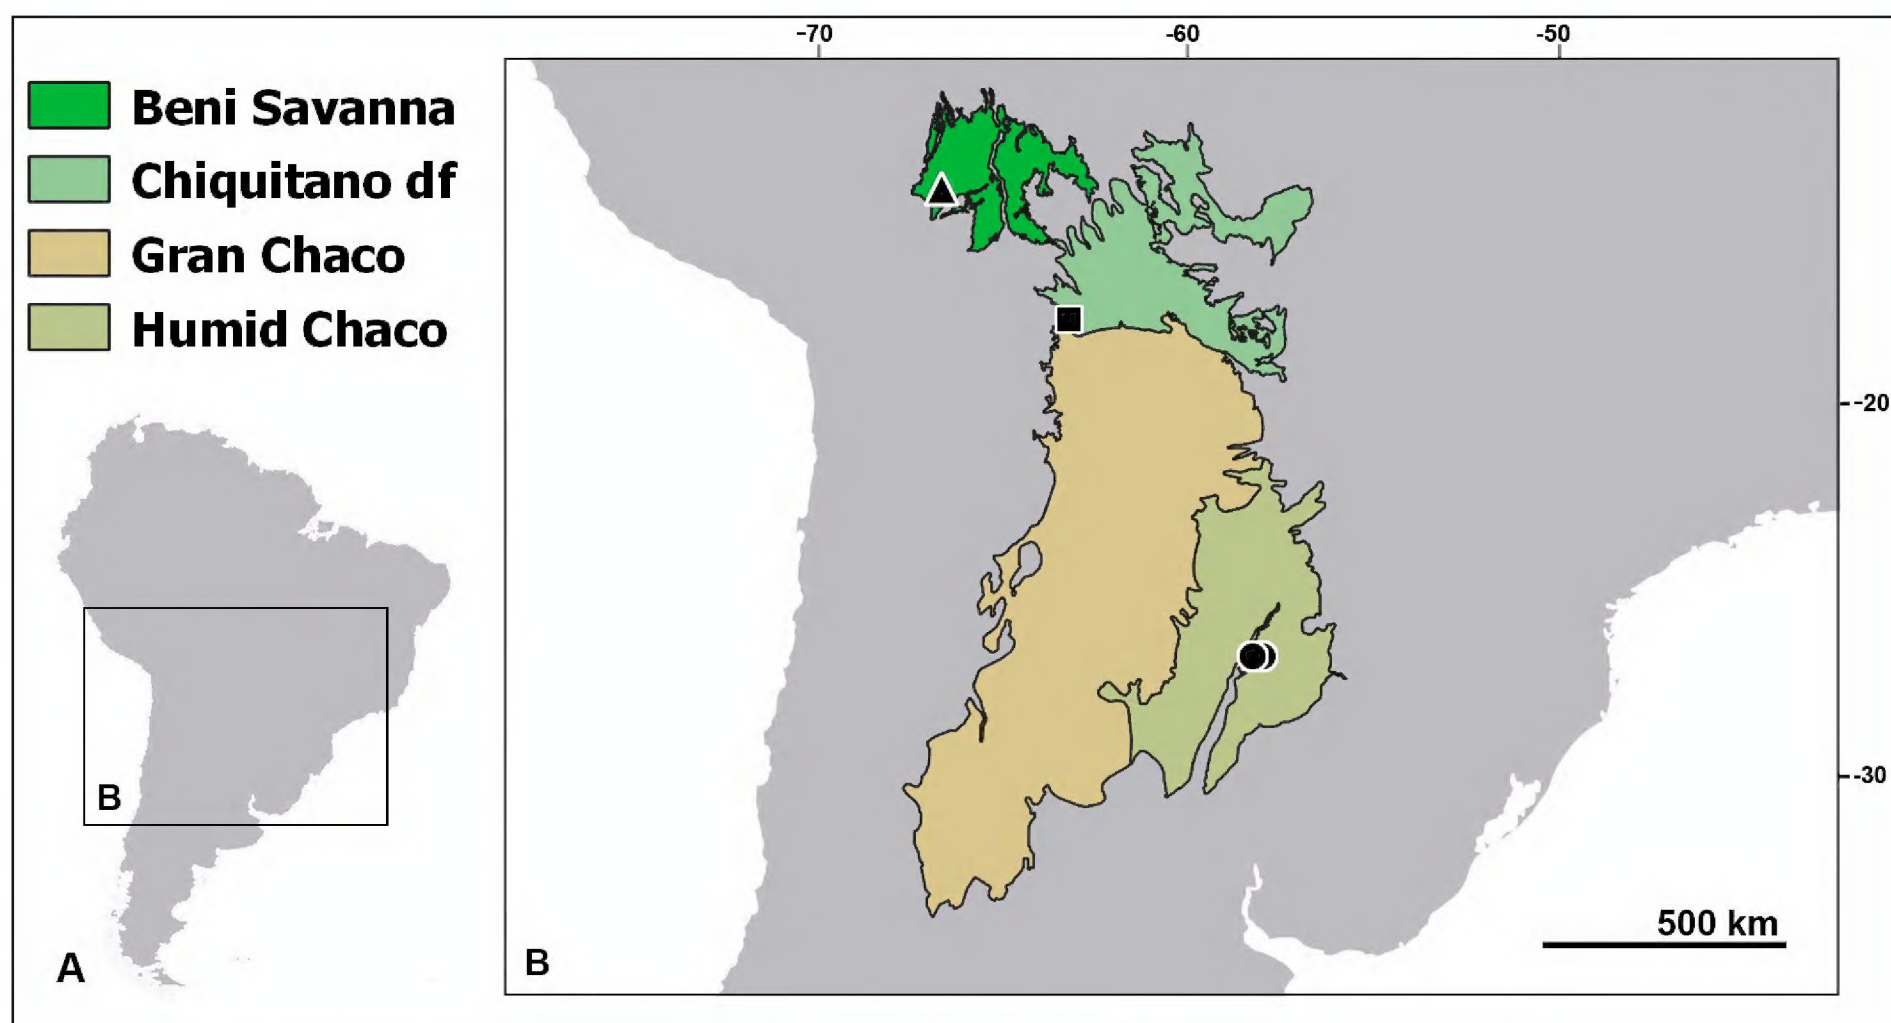 -70 -60 -50
Beni Savanna
Chiquitano df
Gran Chaco
Humid Chaco
-20
-30
B
A
B
500 km